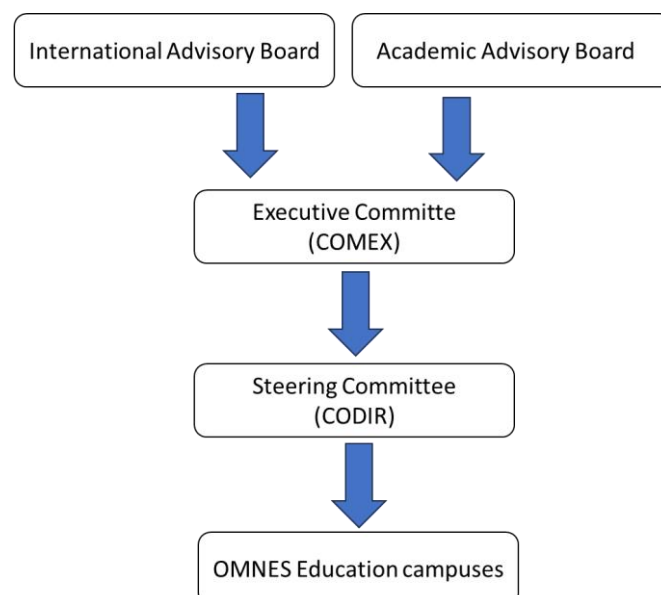 International Advisory Board
Academic Advisory Board
Executive Committe
(COMEX)
Steering Committee
(CODIR)
OMNES Education campuses